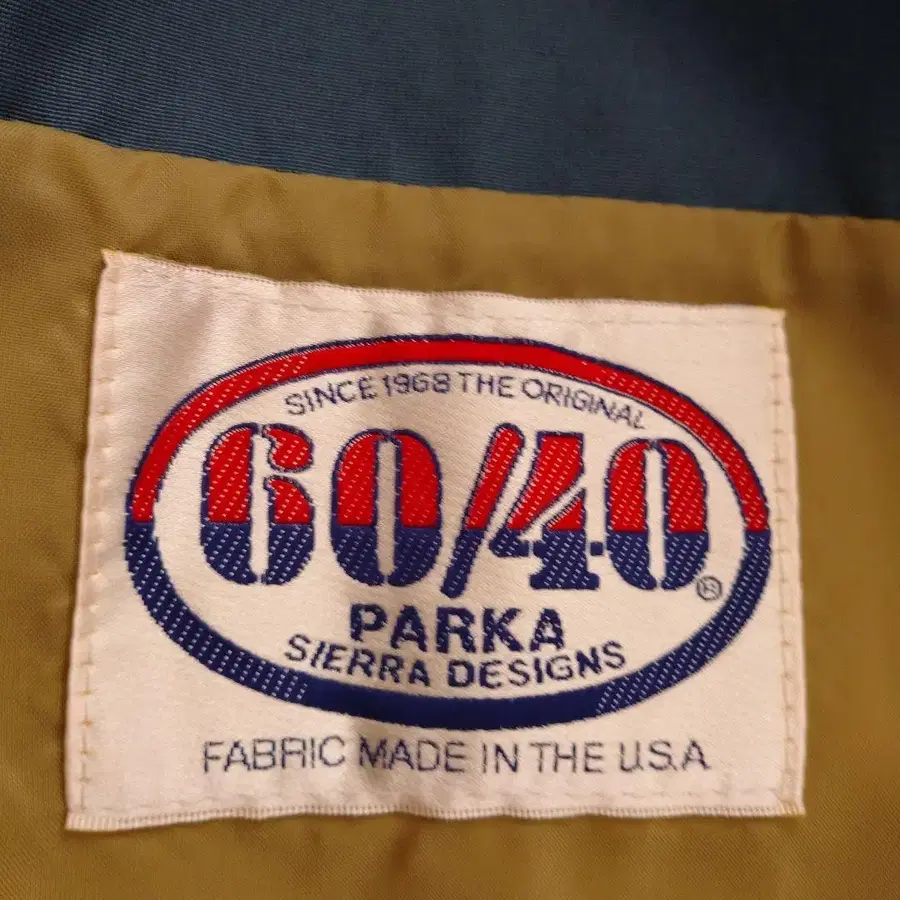 SINCE 1968 THE ORIGINAL
60/40®
PARKA
SIERRA DESIGNS
FABRIC MADE IN THE U.S.A